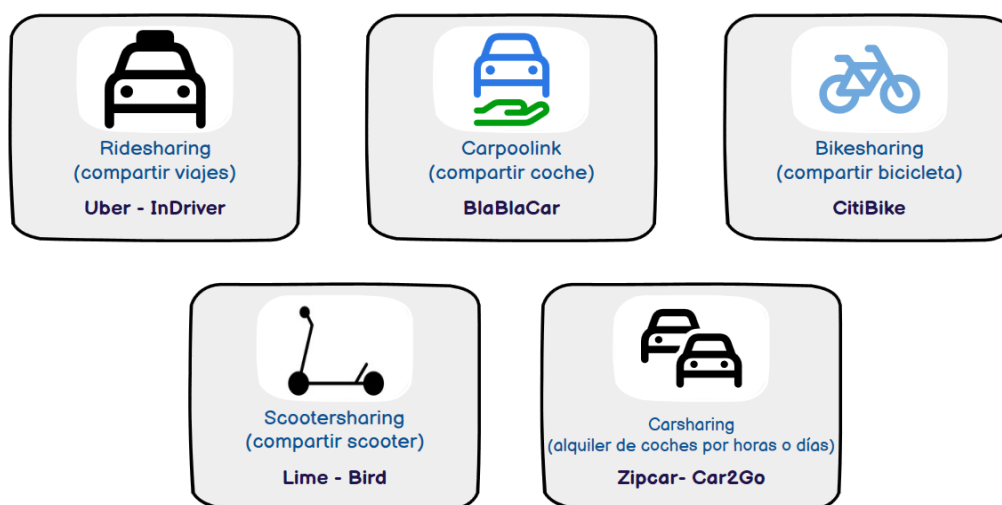 Ridesharing
(compartir viajes)
Uber - InDriver
Carpoolink
(compartir coche)
BlaBlaCar
Bikesharing
(compartir bicicleta)
CitiBike
Scootersharing
(compartir scooter)
Lime - Bird
Carsharing
(alquiler de coches por horas o días)
Zipcar- Car2Go